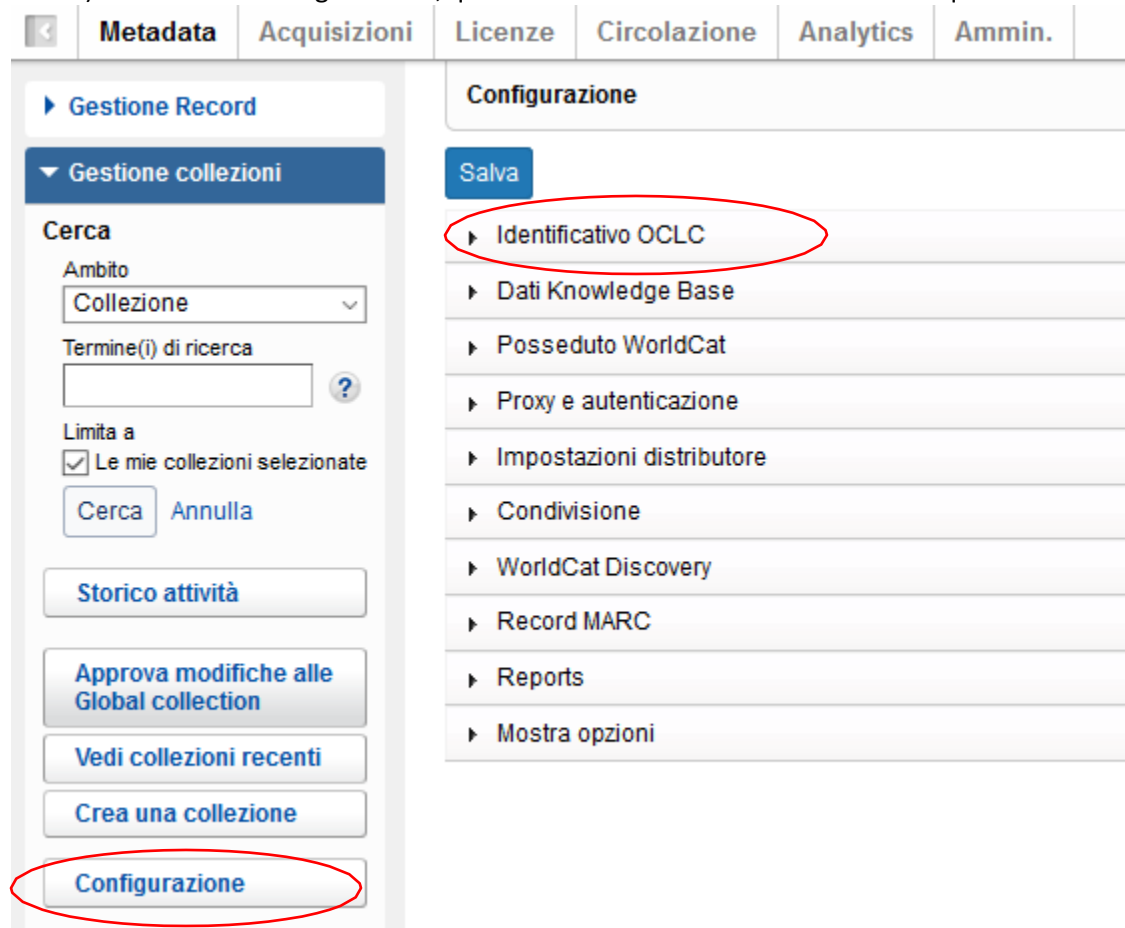 Metadata Acquisizioni Licenze Circolazione Analytics Ammin.
Gestione Record
Gestione collezioni
Cerca
Ambito
Collezione
Termine(i) di ricerca
?
Limita a
Le mie collezioni selezionate
Cerca Annulla
Storico attività
Approva modifiche alle
Global collection
Vedi collezioni recenti
Crea una collezione
Configurazione
Configurazione
Salva
Identificativo OCLC
Dati Knowledge Base
Posseduto WorldCat
Proxy e autenticazione
Impostazioni distributore
Condivisione
WorldCat Discovery
Record MARC
Reports
Mostra opzioni